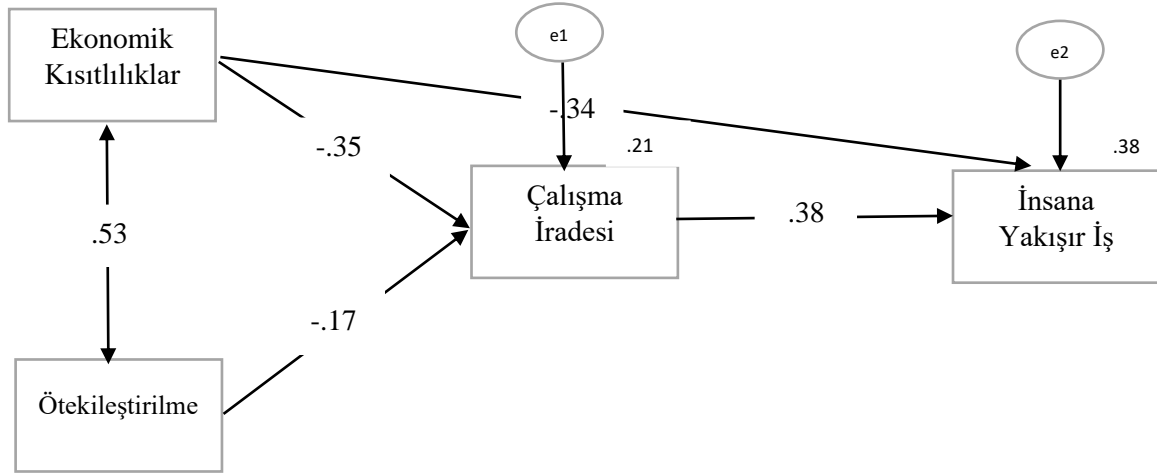 Ekonomik
Kısıtlılıklar
e1
e2
-.34
-.35
.21
.38
Çalışma
İradesi
.38
İnsana
Yakışır İş
.53
-.17
Ötekileştirilme